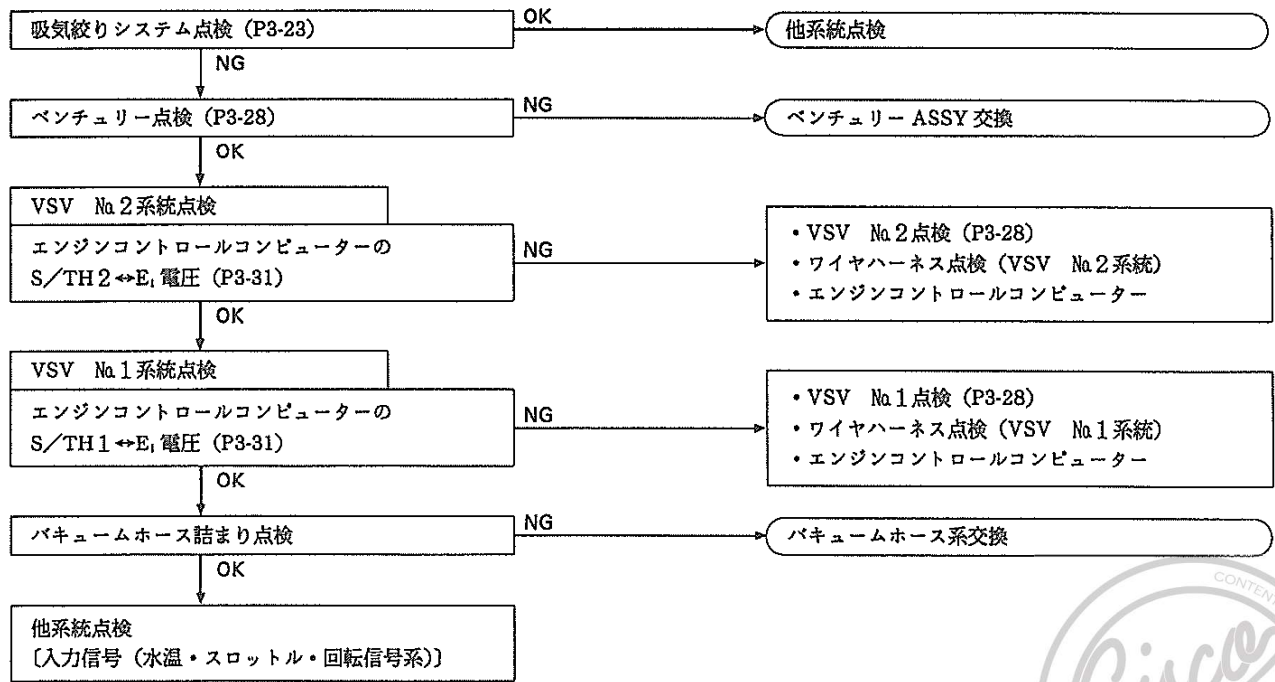 吸気絞りシステム点検 (P3-23)
OK
他系統点検
NG
ベンチュリー点検 (P3-28)
NG
ベンチュリー ASSY 交換
OK
VSV №2系統点検
エンジンコントロールコンピューターの
S/TH2↔E₁ 電圧 (P3-31)
NG
・VSV №2点検 (P3-28)
・ワイヤハーネス点検 (VSV №2系統)
・エンジンコントロールコンピューター
OK
VSV №1系統点検
エンジンコントロールコンピューターの
S/TH1↔E₁ 電圧 (P3-31)
NG
・VSV №1点検 (P3-28)
・ワイヤハーネス点検 (VSV №1系統)
・エンジンコントロールコンピューター
OK
バキュームホース詰まり点検
NG
バキュームホース系交換
OK
他系統点検
〔入力信号 (水温・スロットル・回転信号系)〕
CONTEN
Cisco